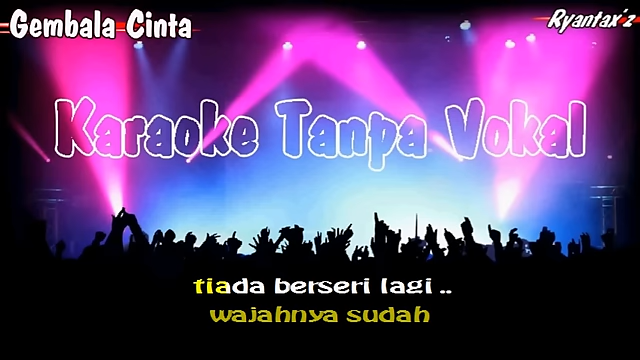 Gembala Cinta
Ryantax'z
Karaoke Tanpa Vokal
tiada berseri lagi ..
wajahnya sudah